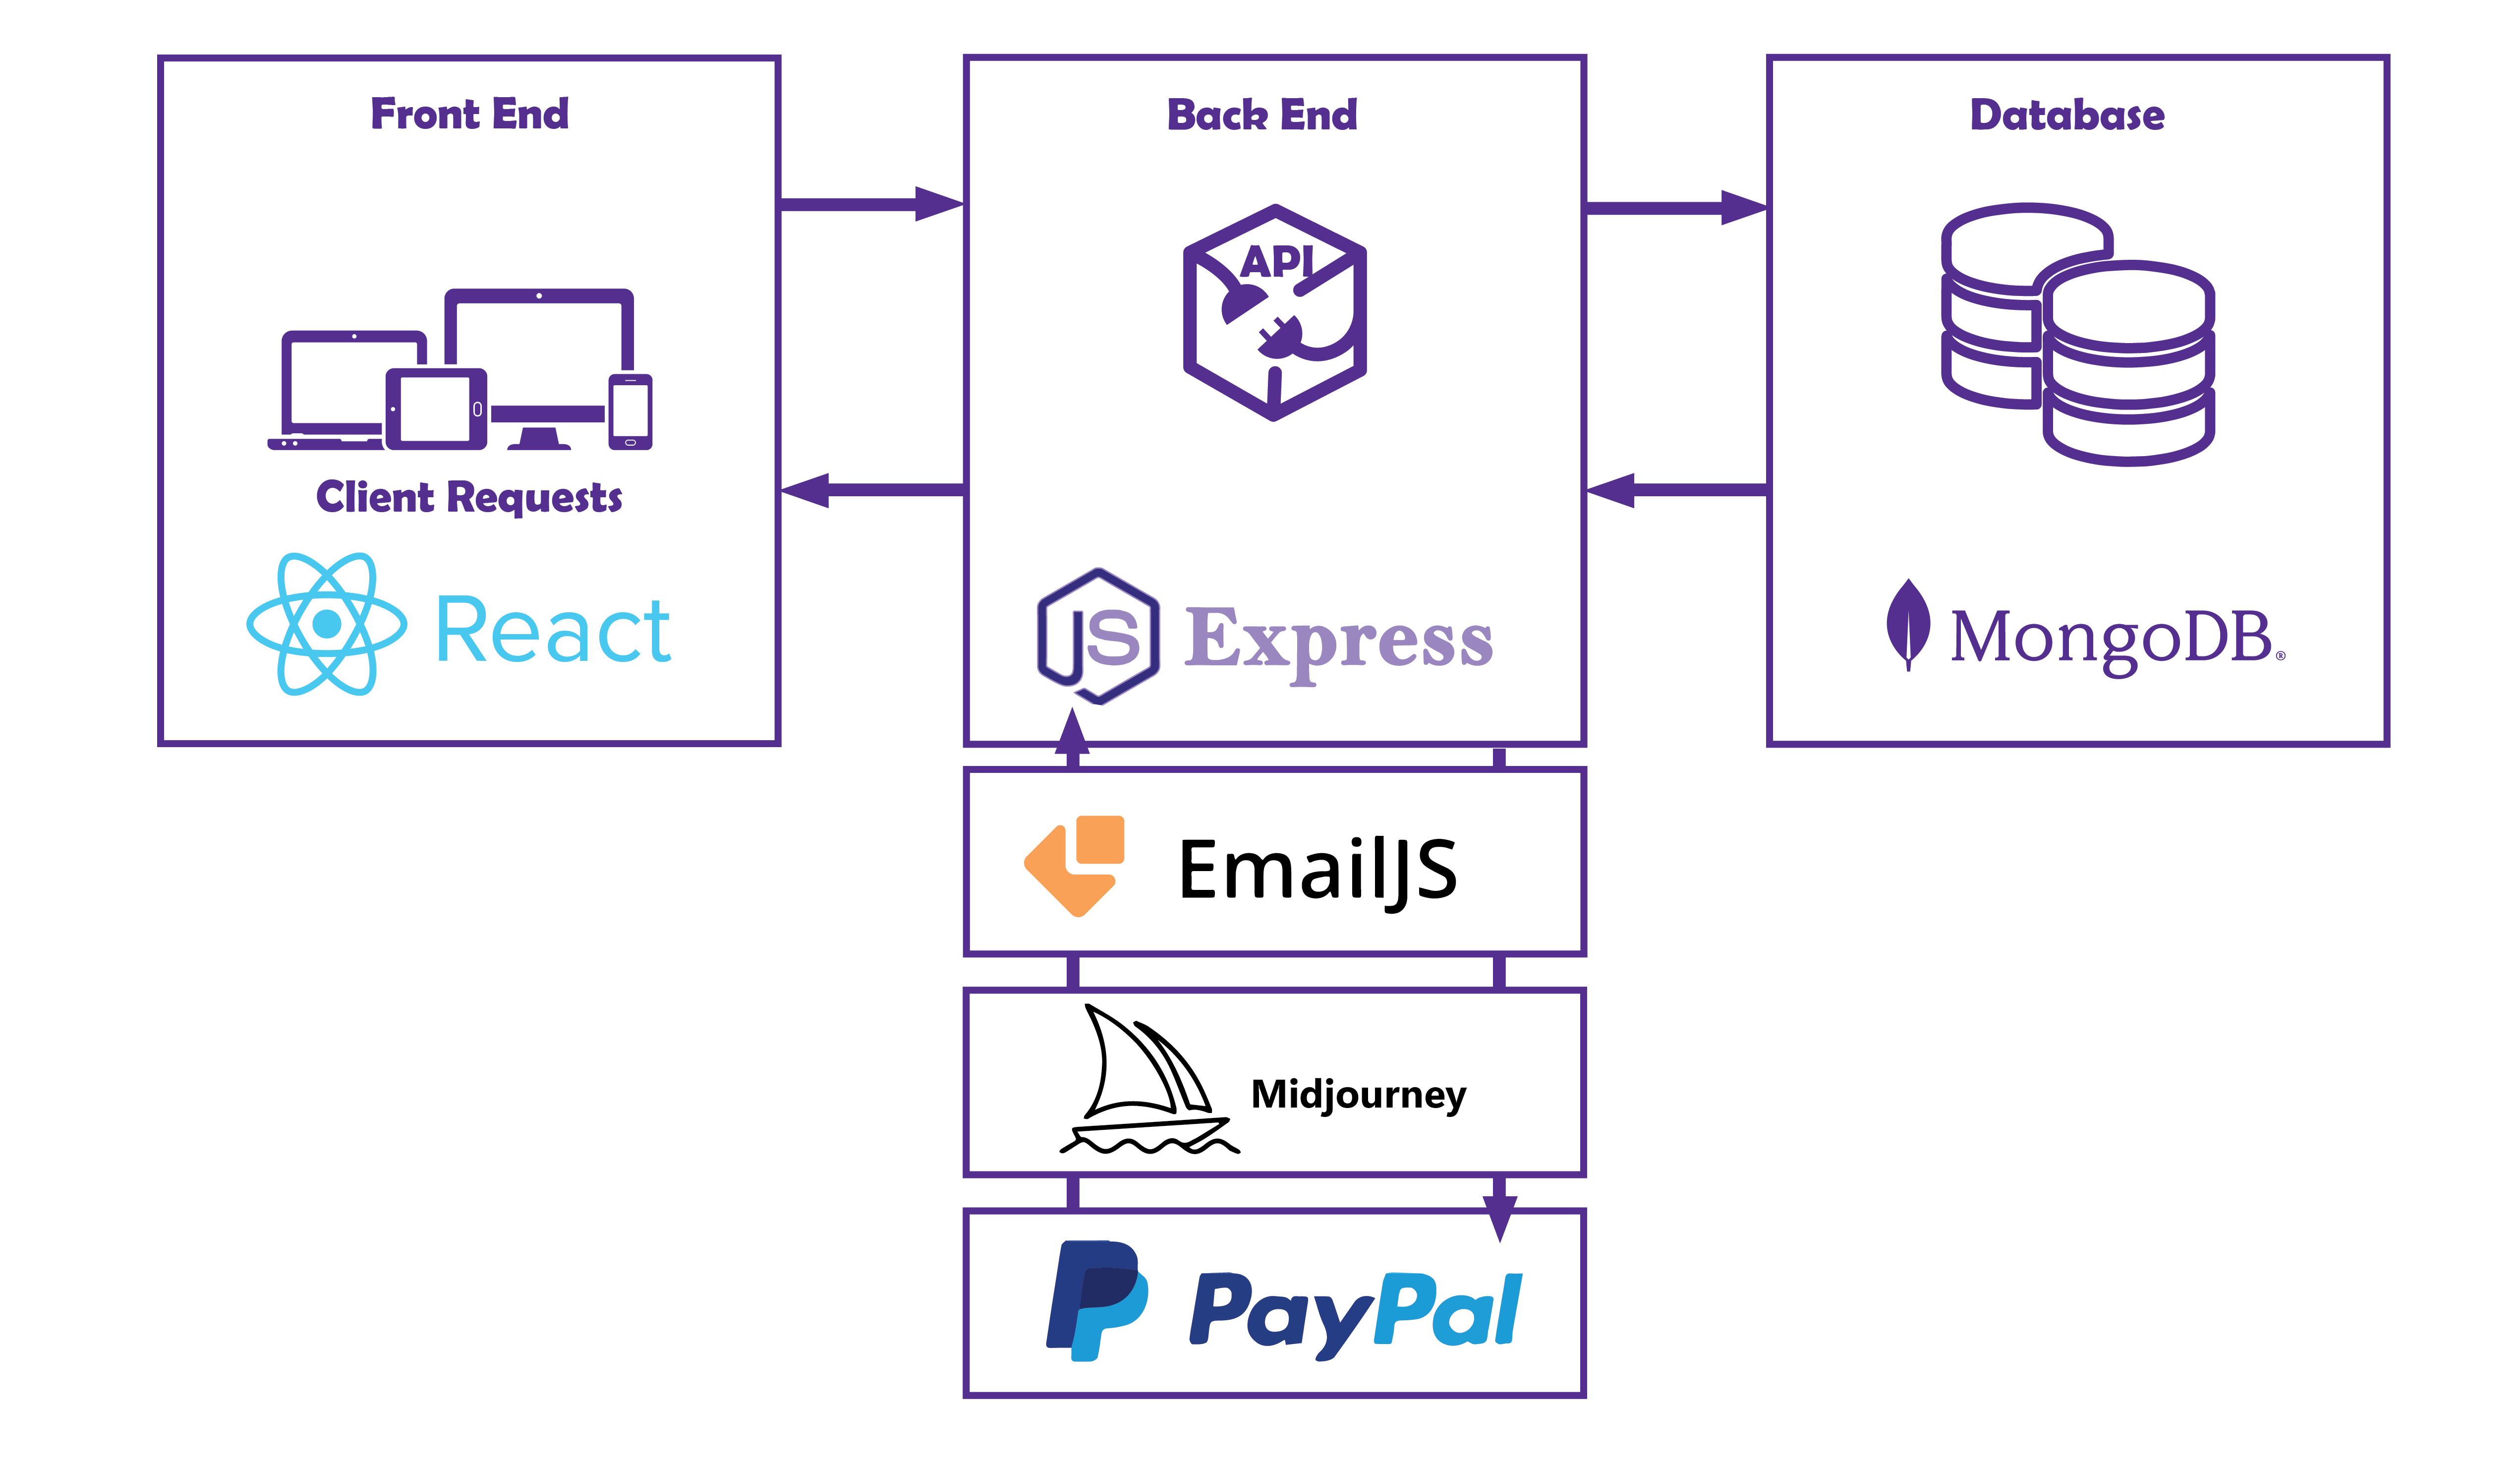 Front End
Back End
Database
API
Client Requests
React
JS Express
MongoDB®
EmailJS
Midjourney
PayPal